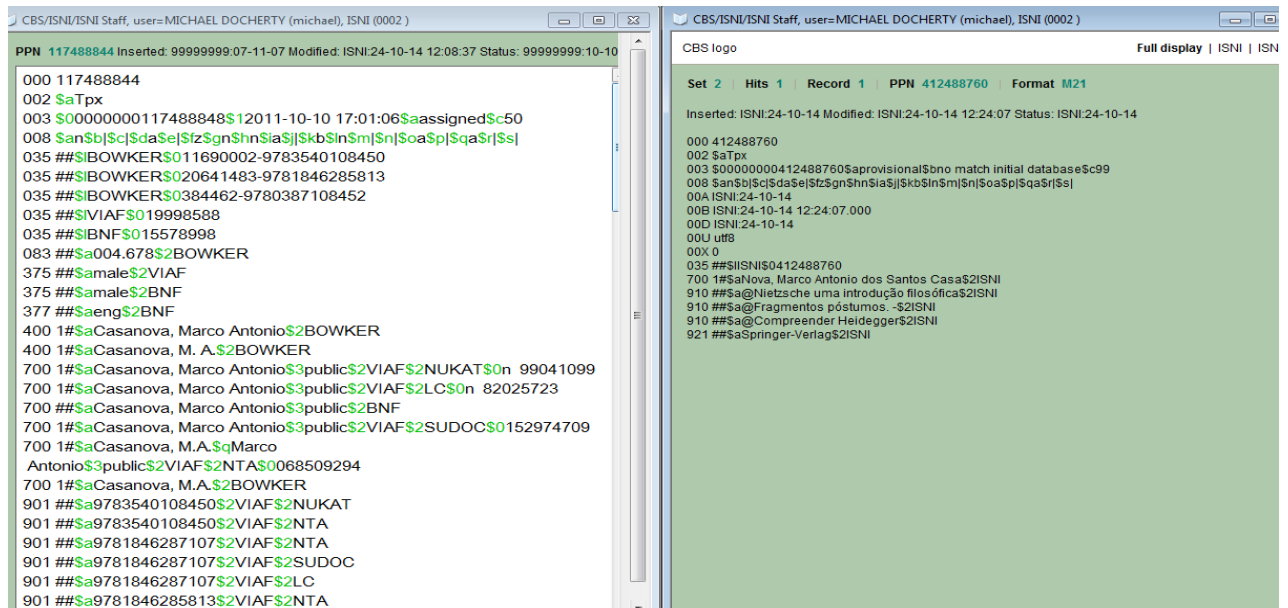 CBS/ISNI/ISNI Staff, user=MICHAEL DOCHERTY (michael), ISNI (0002 )
PPN 117488844 Inserted: 99999999:07-11-07 Modified: ISNI:24-10-14 12:08:37 Status: 99999999:10-10
000 117488844
002 $aTpx
003 $00000000117488848$12011-10-10 17:01:06$aassigned$c50
008 $an$b|$c|$da$e|$fz$gn$hn$ia$j|$kb$ln$m|$n|$oa$p|$qa$r|$s|
035 ##$lBOWKER$011690002-9783540108450
035 ##$lBOWKER$020641483-9781846285813
035 ##$lBOWKER$0384462-9780387108452
035 ##$lVIAF$019998588
035 ##$lBNF$015578998
083 ##$a004.678$2BOWKER
375 ##$amale$2VIAF
375 ##$amale$2BNF
377 ##$aeng$2BNF
400 1#$aCasanova, Marco Antonio$2BOWKER
400 1#$aCasanova, M. A.$2BOWKER
700 1#$aCasanova, Marco Antonio$3public$2VIAF$2NUKAT$0n 99041099
700 1#$aCasanova, Marco Antonio$3public$2VIAF$2LC$0n 82025723
700 ##$aCasanova, Marco Antonio$3public$2BNF
700 1#$aCasanova, Marco Antonio$3public$2VIAF$2SUDOC$0152974709
700 1#$aCasanova, M.A.$qMarco
Antonio$3public$2VIAF$2NTA$0068509294
700 1#$aCasanova, M.A.$2BOWKER
901 ##$a9783540108450$2VIAF$2NUKAT
901 ##$a9783540108450$2VIAF$2NTA
901 ##$a9781846287107$2VIAF$2NTA
901 ##$a9781846287107$2VIAF$2SUDOC
901 ##$a9781846287107$2VIAF$2LC
901 ##$a9781846285813$2VIAF$2NTA
CBS/ISNI/ISNI Staff, user=MICHAEL DOCHERTY (michael), ISNI (0002 )
CBS logo
Full display | ISNI | ISN
Set 2 | Hits 1 | Record 1 | PPN 412488760 | Format M21
Inserted: ISNI:24-10-14 Modified: ISNI:24-10-14 12:24:07 Status: ISNI:24-10-14
000 412488760
002 $aTpx
003 $00000000412488760$aprovisional$bno match initial database$c99
008 $an$b|$c|$da$e|$fz$gn$hn$ia$j|$kb$ln$m|$n|$oa$p|$qa$r|$s|
00A ISNI:24-10-14
00B ISNI:24-10-14 12:24:07.000
00D ISNI:24-10-14
00U utf8
00X 0
035 ##$lISNI$0412488760
700 1#$aNova, Marco Antonio dos Santos Casa$2ISNI
910 ##$a@Nietzsche uma introdução filosófica$2ISNI
910 ##$a@Fragmentos póstumos. -$2ISNI
910 ##$a@Compreender Heidegger$2ISNI
921 ##$aSpringer-Verlag$2ISNI